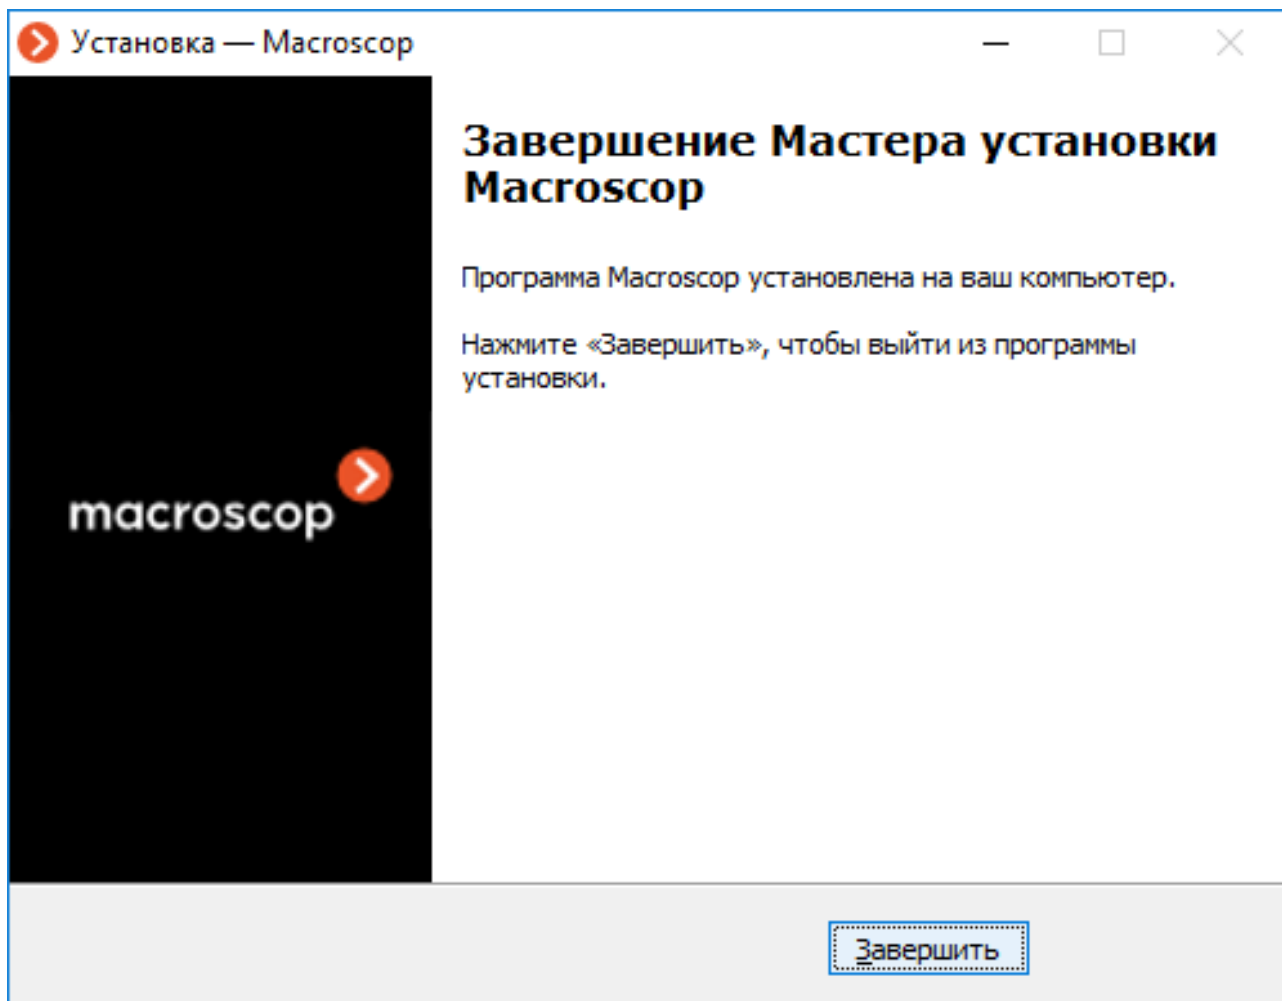 Установка — Macroscop
Завершение Мастера установки
Macroscop
Программа Macroscop установлена на ваш компьютер.
Нажмите «Завершить», чтобы выйти из программы
установки.
macroscop
Завершить